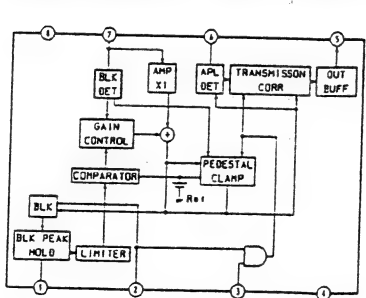 8 7 6 5
BLK DET
AMP X1
APL DET
TRANSMISSON CORR
OUT BUFF
GAIN CONTROL
+
COMPARATOR
PEDESTAL CLAMP
Ref
BLK
BLK PEAK HOLD
LIMITER
1 2 3 4